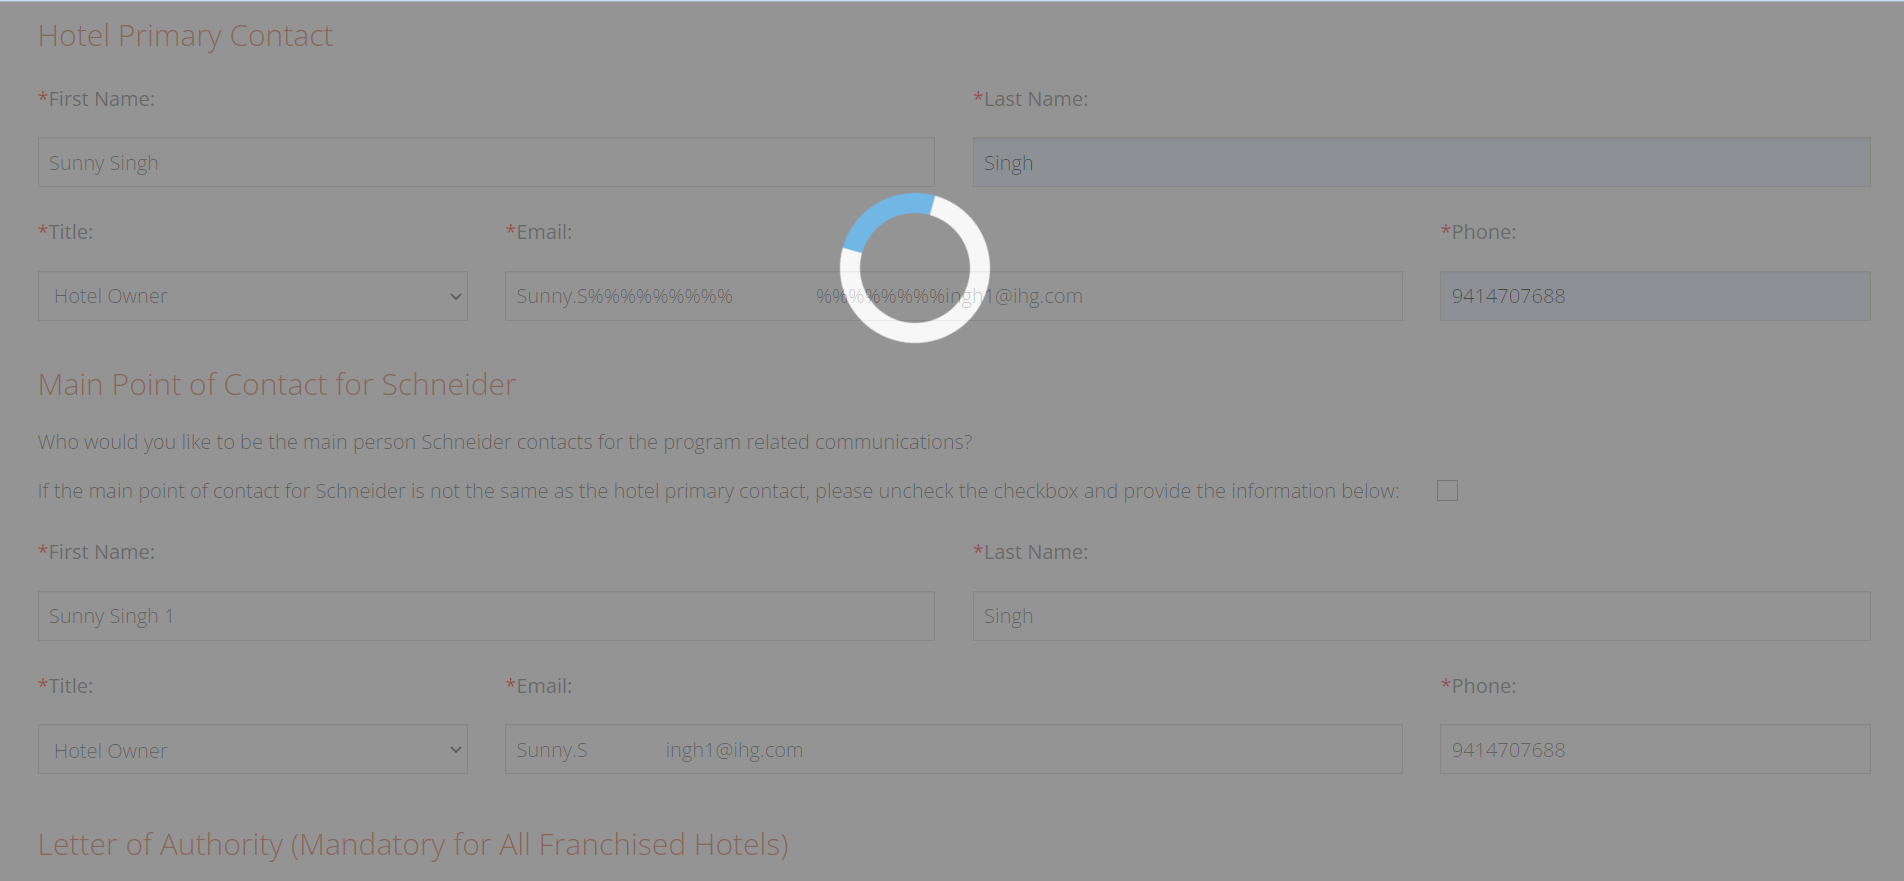 Hotel Primary Contact
*First Name: *Last Name:
Sunny Singh Singh
*Title: *Email: *Phone:
Hotel Owner Sunny.S%%%%%%%%% %%%%%%%%ingh1@ihg.com 9414707688
Main Point of Contact for Schneider
Who would you like to be the main person Schneider contacts for the program related communications?
If the main point of contact for Schneider is not the same as the hotel primary contact, please uncheck the checkbox and provide the information below:
*First Name: *Last Name:
Sunny Singh 1 Singh
*Title: *Email: *Phone:
Hotel Owner Sunny.S ingh1@ihg.com 9414707688
Letter of Authority (Mandatory for All Franchised Hotels)